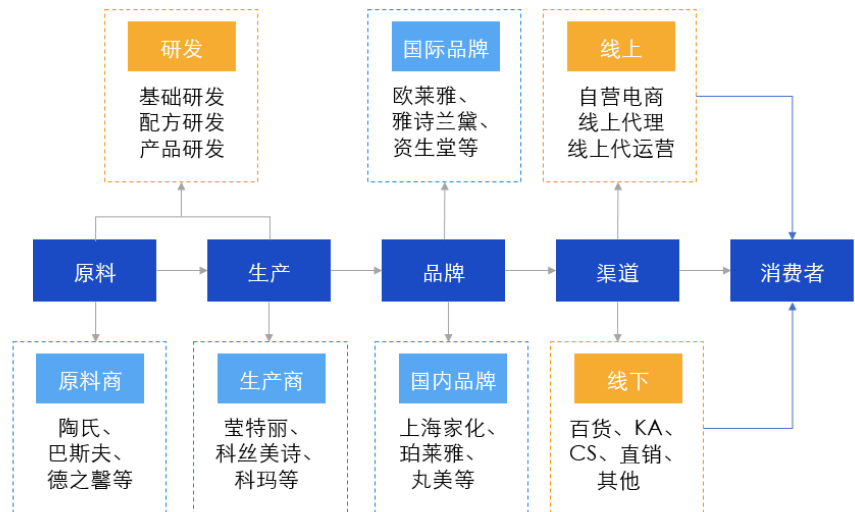 研发
基础研发
配方研发
产品研发
国际品牌
欧莱雅、
雅诗兰黛、
资生堂等
线上
自营电商
线上代理
线上代运营
原料
生产
品牌
渠道
消费者
原料商
陶氏、
巴斯夫、
德之馨等
生产商
莹特丽、
科丝美诗、
科玛等
国内品牌
上海家化、
珀莱雅、
丸美等
线下
百货、KA、
CS、直销、
其他